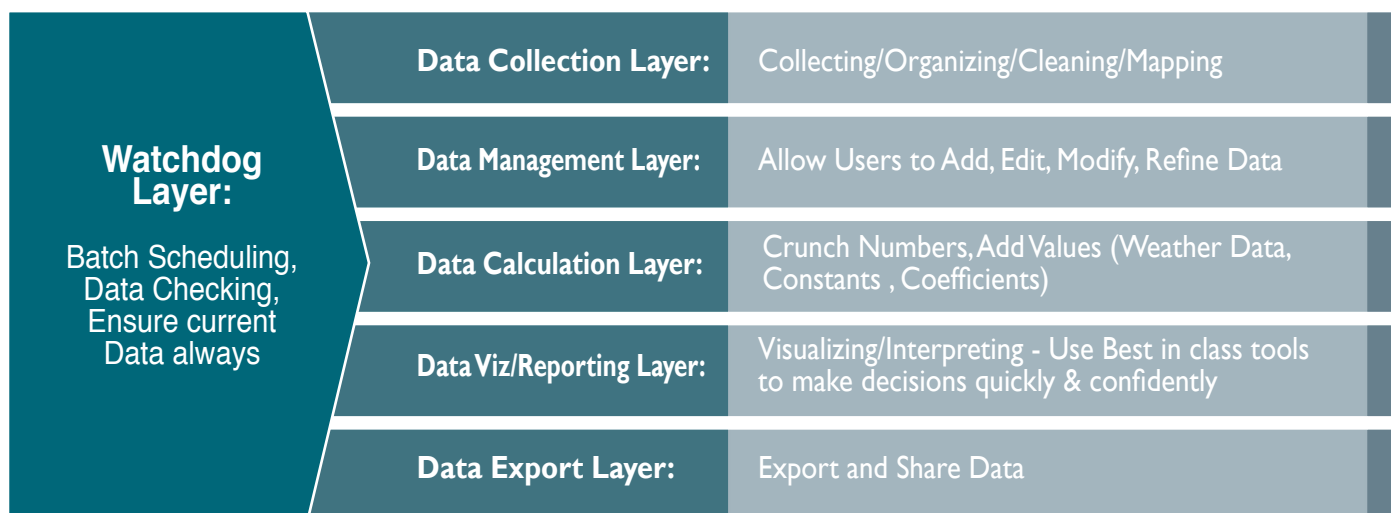 Watchdog
Layer:
Batch Scheduling,
Data Checking,
Ensure current
Data always
Data Collection Layer:
Collecting/Organizing/Cleaning/Mapping
Data Management Layer:
Allow Users to Add, Edit, Modify, Refine Data
Data Calculation Layer:
Crunch Numbers, Add Values (Weather Data,
Constants , Coefficients)
Data Viz/Reporting Layer:
Visualizing/Interpreting - Use Best in class tools
to make decisions quickly & confidently
Data Export Layer:
Export and Share Data